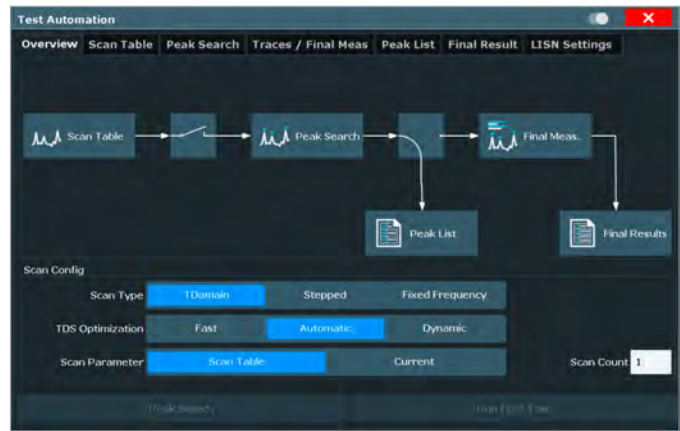 Test Automation
Overview Scan Table Peak Search Traces / Final Meas Peak List Final Result LISN Settings
Scan Table Peak Search Final Meas.
Peak List Final Results
Scan Config
Scan Type TDomain Stepped Fixed Frequency
TDS Optimization Fast Automatic Dynamic
Scan Parameter Scan Table Current Scan Count 1
Peak Search